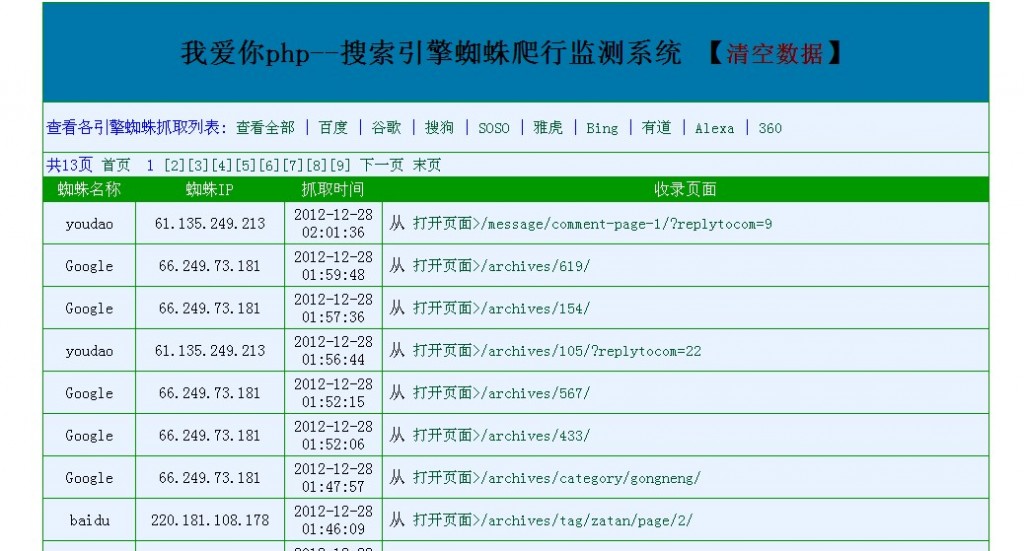 我爱你php--搜索引擎蜘蛛爬行监测系统 【清空数据】
查看各引擎蜘蛛抓取列表: 查看全部 | 百度 | 谷歌 | 搜狗 | SOSO | 雅虎 | Bing | 有道 | Alexa | 360
共13页 首页 1 [2][3][4][5][6][7][8][9] 下一页 末页
蜘蛛名称 蜘蛛IP 抓取时间 收录页面
youdao 61.135.249.213 2012-12-28 02:01:36 从 打开页面>/message/comment-page-1/?replytocom=9
Google 66.249.73.181 2012-12-28 01:59:48 从 打开页面>/archives/619/
Google 66.249.73.181 2012-12-28 01:57:36 从 打开页面>/archives/154/
youdao 61.135.249.213 2012-12-28 01:56:44 从 打开页面>/archives/105/?replytocom=22
Google 66.249.73.181 2012-12-28 01:52:15 从 打开页面>/archives/567/
Google 66.249.73.181 2012-12-28 01:52:06 从 打开页面>/archives/433/
Google 66.249.73.181 2012-12-28 01:47:57 从 打开页面>/archives/category/gongneng/
baidu 220.181.108.178 2012-12-28 01:46:09 从 打开页面>/archives/tag/zatan/page/2/